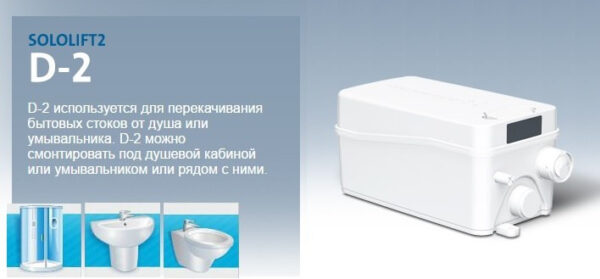 SOLOLIFT2
D-2
D-2 используется для перекачивания
бытовых стоков от душа или
умывальника. D-2 можно
смонтировать под душевой кабиной
или умывальником или рядом с ними.